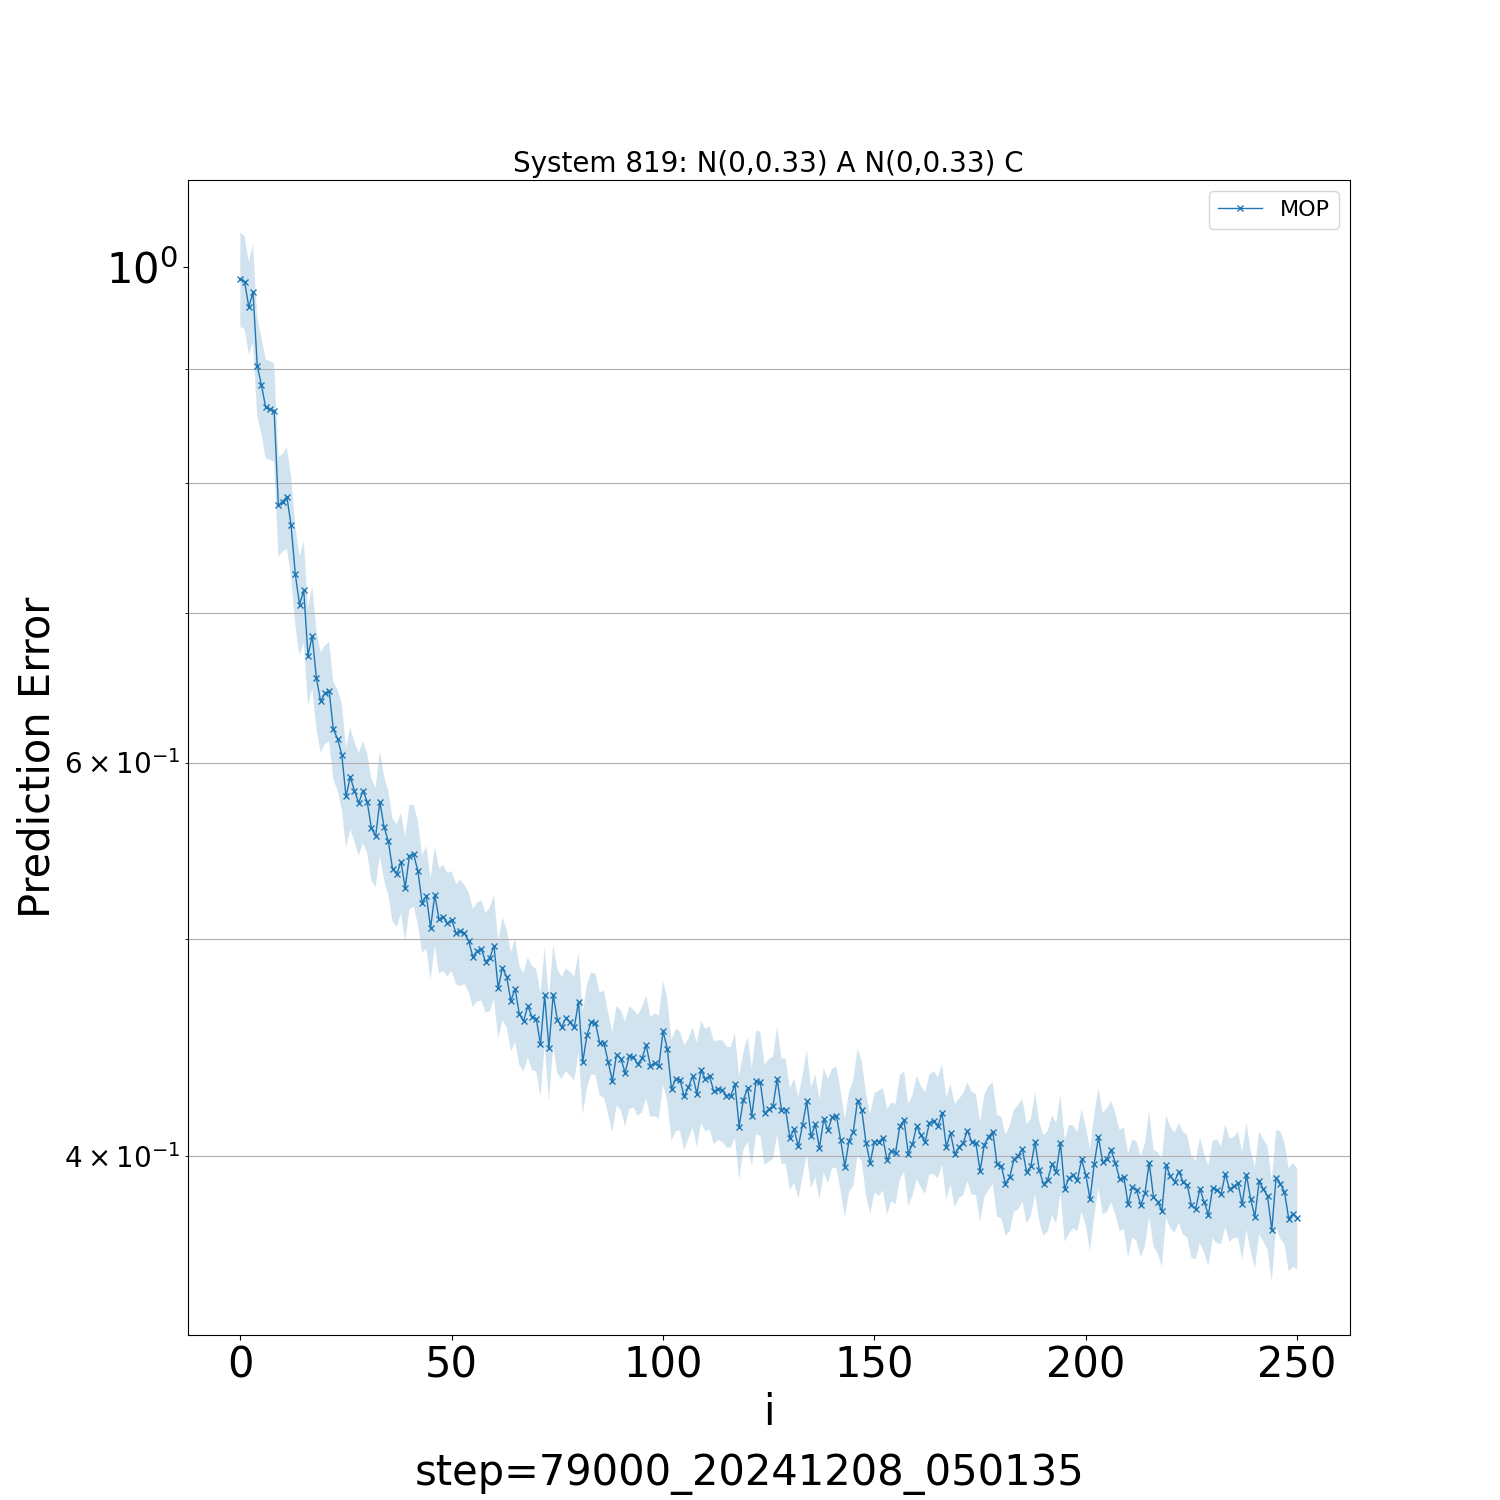 System 819: N(0,0.33) A N(0,0.33) C
MOP
10⁰
6 × 10⁻¹
4 × 10⁻¹
Prediction Error
0 50 100 150 200 250
i
step=79000_20241208_050135